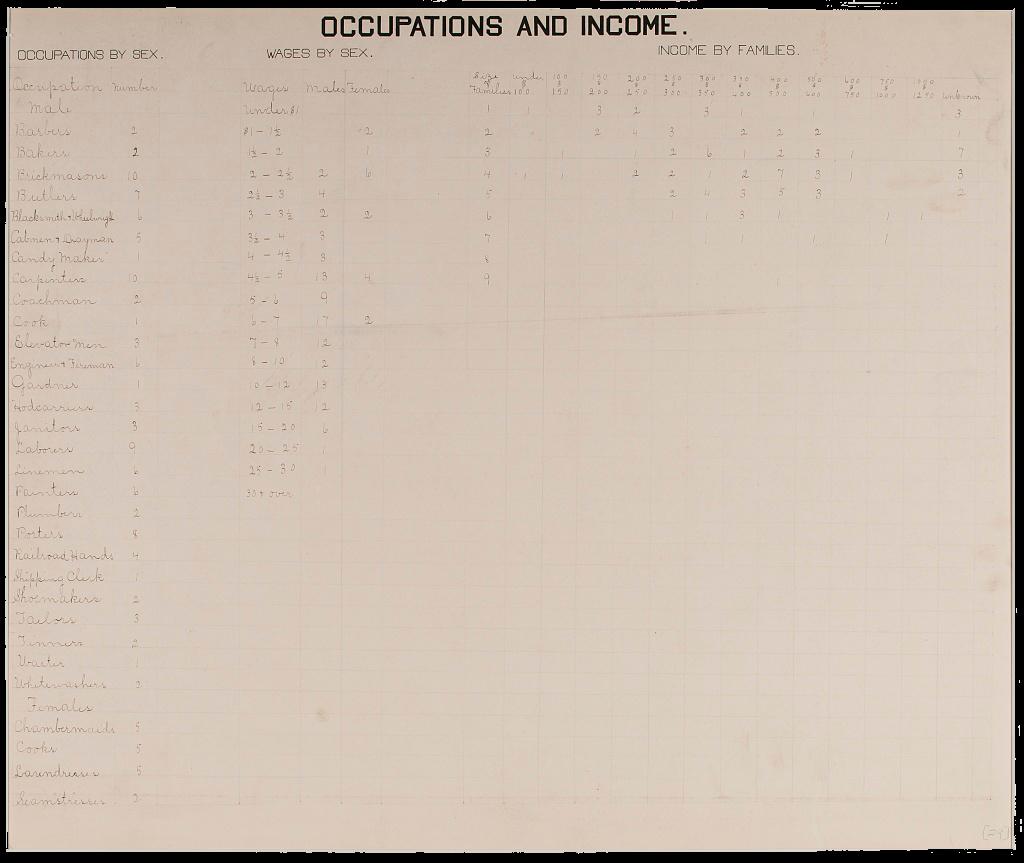 OCCUPATIONS AND INCOME.
OCCUPATIONS BY SEX. WAGES BY SEX. INCOME BY FAMILIES.
Occupation Number
Male
Barbers 2
Bakers 2
Brickmasons 10
Butlers 7
Blacksmith & 6
Cabmen & Drayman 5
Candy Maker 1
Carpenters 10
Coachman 2
Cook 1
Elevator Men 3
Engineer & Fireman 6
Gardner 1
Hodcarriers 3
Janitors 3
Laborers 9
Linemen 6
Painters 6
Plumbers 2
Porters 8
Railroad Hands 4
Shipping Clerk 1
Shoemakers 2
Tailors 3
Tinners 2
Waiter 1
Whitewashers 2
Females
Chambermaids 5
Cooks 5
Laundresses 5
Seamstresses 2
Wages Males Females
Under $1
$1 - 1½ 2
1½ - 2 1
2 - 2½ 2 6
2½ - 3 4
3 - 3½ 2 2
3½ - 4 3
4 - 4½ 3
4½ - 5 13 4
5 - 6 9
6 - 7 17 2
7 - 8 12
8 - 10 2
10 - 12 13
12 - 15 12
15 - 20 6
20 - 25 1
25 - 30 1
30 & over
Size Families under & 100 100 & 150 150 & 200 200 & 250 250 & 300 300 & 350 350 & 400 400 & 500 500 & 600 600 & 750 750 & 1000 1000 & 1250 Unknown
1 1 3 2 3 1 1 3
2 2 4 3 2 2 2 1
3 1 1 2 6 1 2 3 1 7
4 1 1 2 2 1 2 7 3 1 3
5 2 4 3 5 3 2
6 1 1 3 1 1 1
7 1 1 1 1
8
9